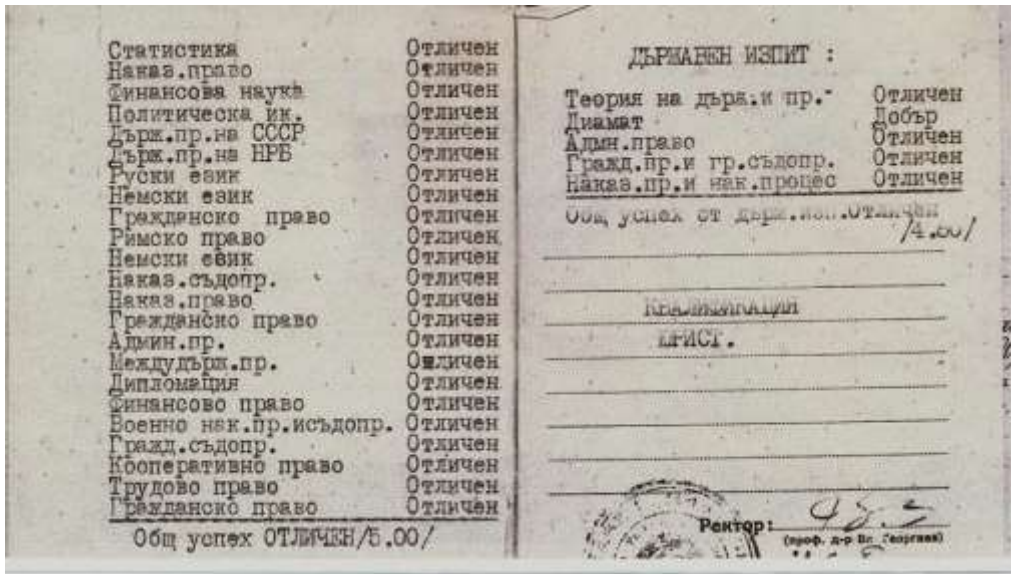 Статистика Отличен
Наказ.право Отличен
Финансова наука Отличен
Политическа ик. Отличен
Държ.пр.на СССР Отличен
Държ.пр.на НРБ Отличен
Руски език Отличен
Немски език Отличен
Гражданско право Отличен
Римско право Отличен
Немски език Отличен
Наказ.съдопр. Отличен
Наказ.право Отличен
Гражданско право Отличен
Админ.пр. Отличен
Междудърж.пр. Отличен
Дипломация Отличен
Финансово право Отличен
Военно нак.пр.исъдопр. Отличен
Гражд.съдопр. Отличен
Кооперативно право Отличен
Трудово право Отличен
Гражданско право Отличен
Общ успех ОТЛИЧЕН/5.00/
ДЪРЖАВЕН ИЗПИТ :
Теория на държ.и пр. Отличен
Диамат Добър
Адмн.право Отличен
Гражд.пр.и гр.съдопр. Отличен
Наказ.пр.и нак.процес Отличен
Общ успех от държ.изп.Отличен
КВАЛИФИКАЦИЯ
ЮРИСТ.
Ректор:
(проф. д-р Вл. Георгиев)